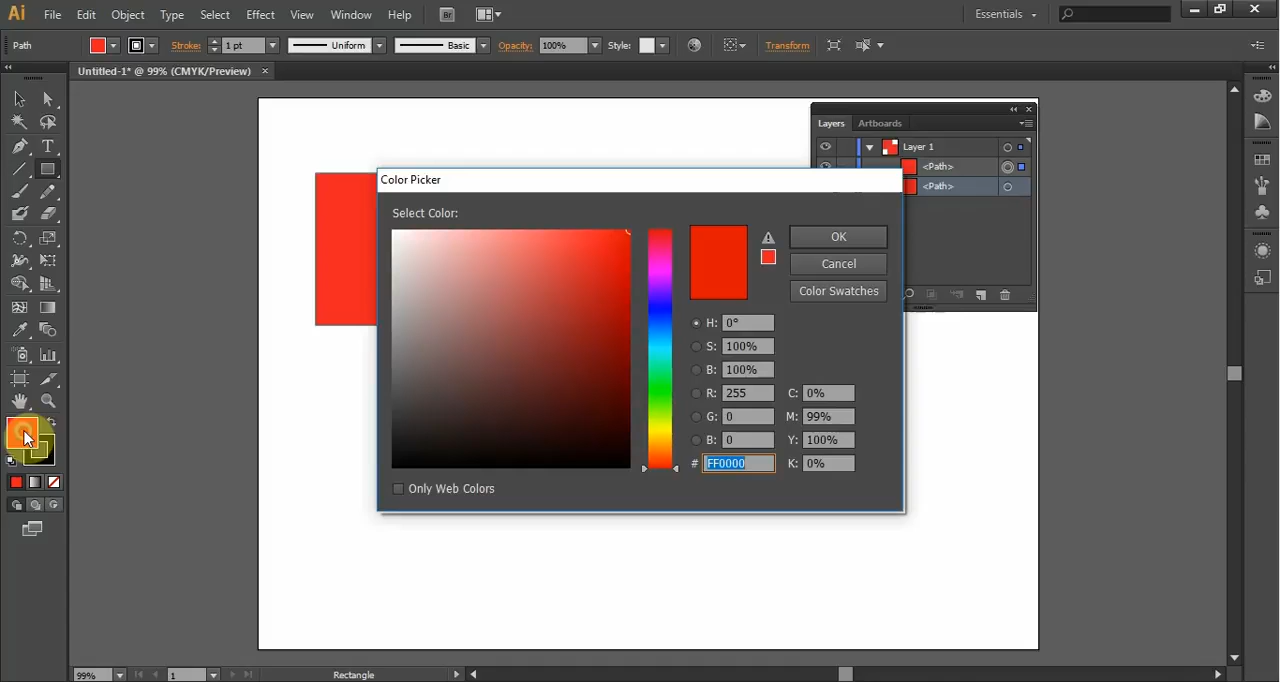 Ai File Edit Object Type Select Effect View Window Help Br Essentials
Path Stroke: 1 pt Uniform Basic Opacity: 100% Style: Transform
Untitled-1* @ 99% (CMYK/Preview) ×
Layers Artboards
Layer 1
<Path>
<Path>
Color Picker
Select Color:
OK
Cancel
Color Swatches
H: 0°
S: 100%
B: 100%
R: 255 C: 0%
G: 0 M: 99%
B: 0 Y: 100%
# FF0000 K: 0%
Only Web Colors
99% 1 Rectangle